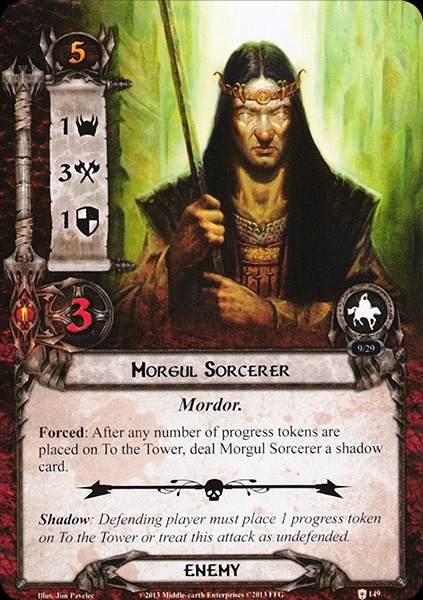 5
1
3
1
3
9/29
Morgul Sorcerer
Mordor.
Forced: After any number of progress tokens are
placed on To the Tower, deal Morgul Sorcerer a shadow
card.
Shadow: Defending player must place 1 progress token
on To the Tower or treat this attack as undefended.
ENEMY
Illus. Jim Pavelec ©2013 Middle-earth Enterprises ©2013 FFG 149